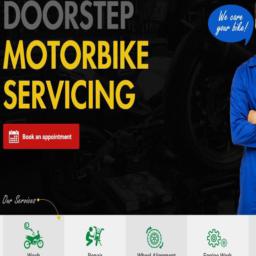 DOORSTEP
We care
your bike!
MOTORBIKE
SERVICING
Book an appointment
Our Services
Wash
Repair
Wheel Alignment
Engine Work